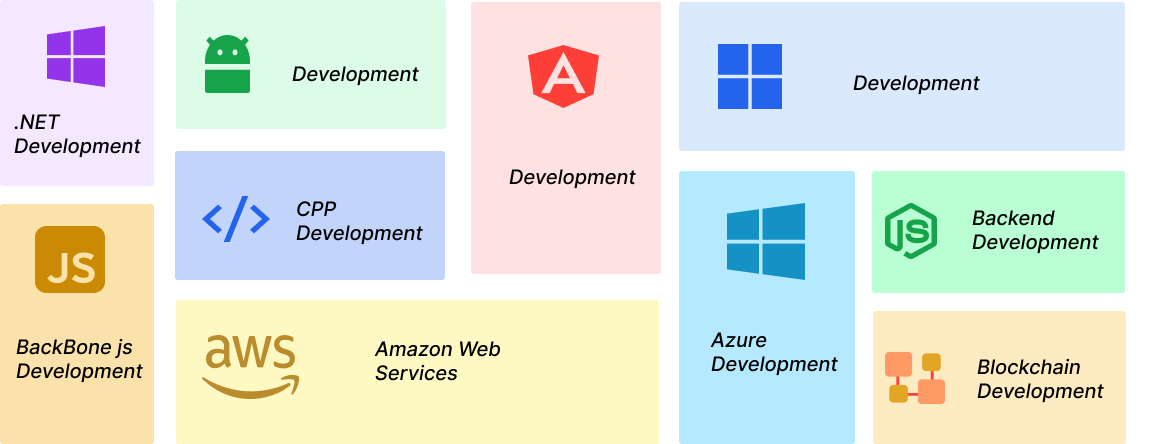 .NET
Development
Development
Development
Development
CPP
Development
JS
BackBone js
Development
aws
Amazon Web
Services
Azure
Development
JS
Backend
Development
Blockchain
Development